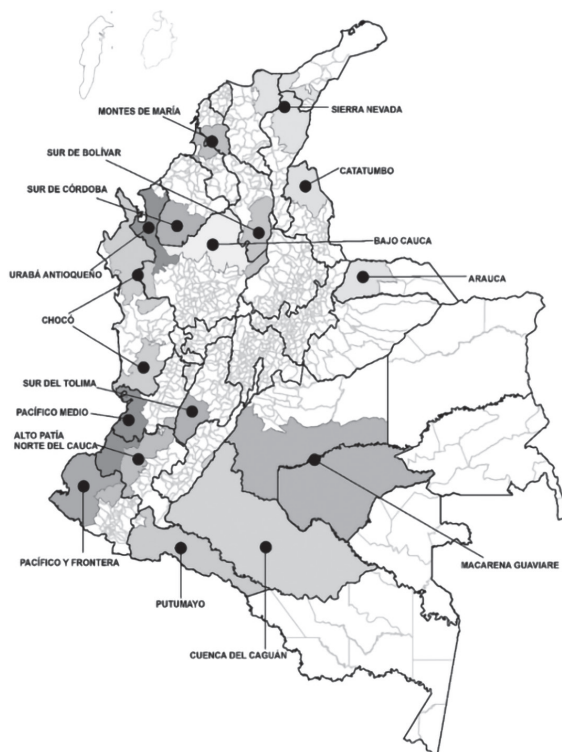 MONTES DE MARÍA
SIERRA NEVADA
SUR DE BOLÍVAR
CATATUMBO
SUR DE CÓRDOBA
BAJO CAUCA
URABÁ ANTIOQUEÑO
ARAUCA
CHOCÓ
SUR DEL TOLIMA
PACÍFICO MEDIO
ALTO PATÍA
NORTE DEL CAUCA
PACÍFICO Y FRONTERA
MACARENA GUAVIARE
PUTUMAYO
CUENCA DEL CAGUÁN